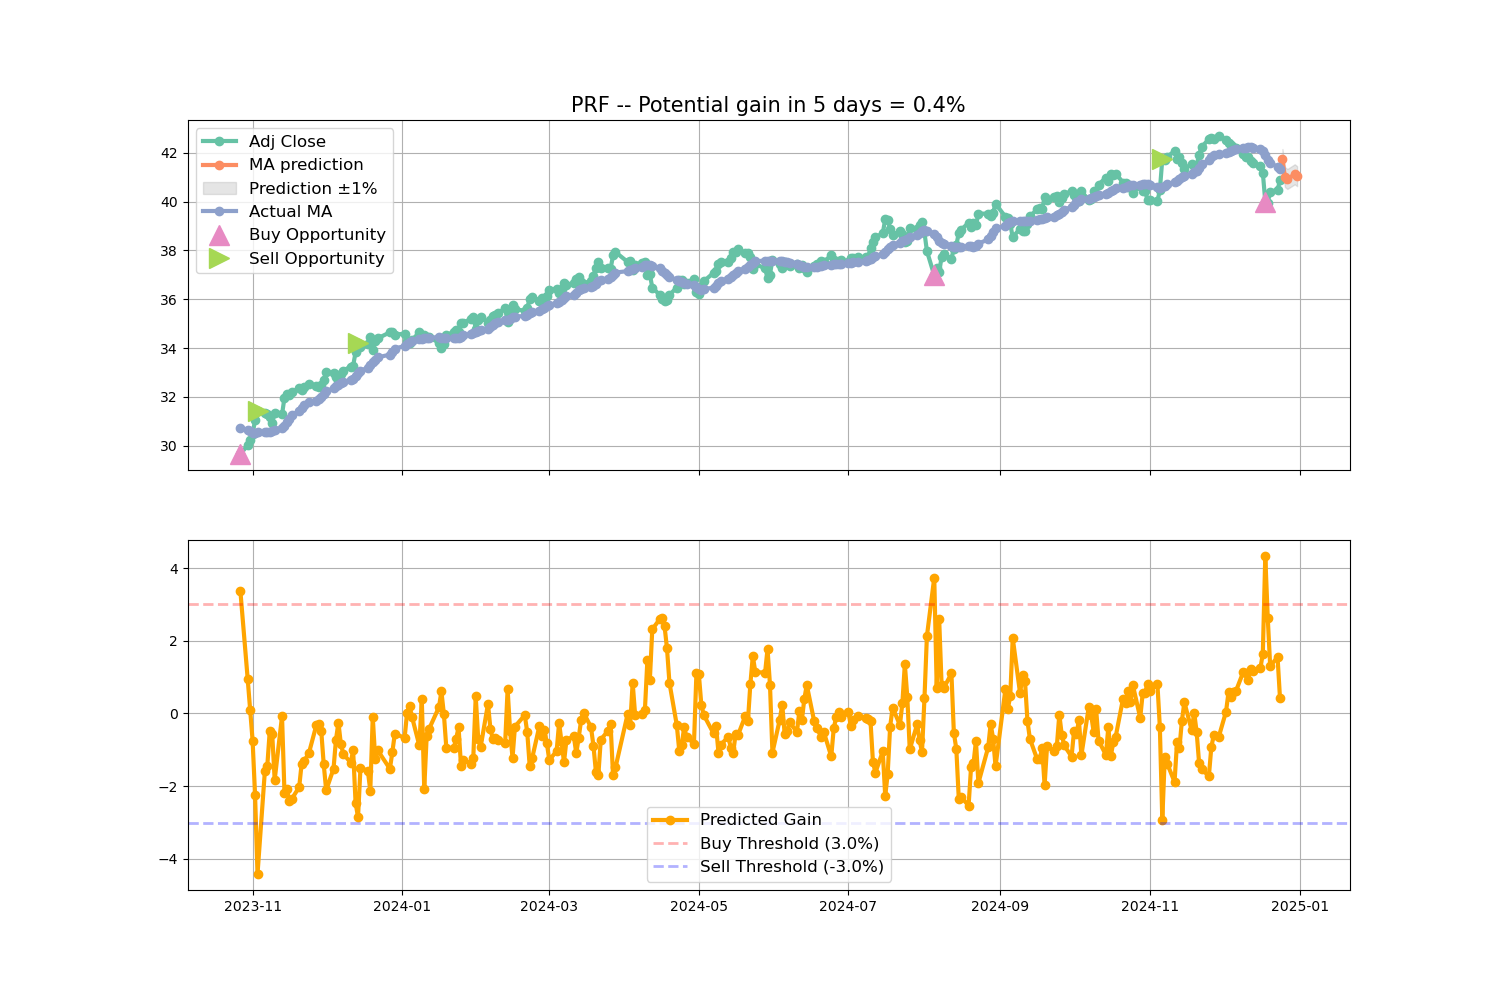 PRF -- Potential gain in 5 days = 0.4%
Adj Close
MA prediction
Prediction ±1%
Actual MA
Buy Opportunity
Sell Opportunity
42
40
38
36
34
32
30
4
2
0
−2
−4
Predicted Gain
Buy Threshold (3.0%)
Sell Threshold (-3.0%)
2023-11
2024-01
2024-03
2024-05
2024-07
2024-09
2024-11
2025-01